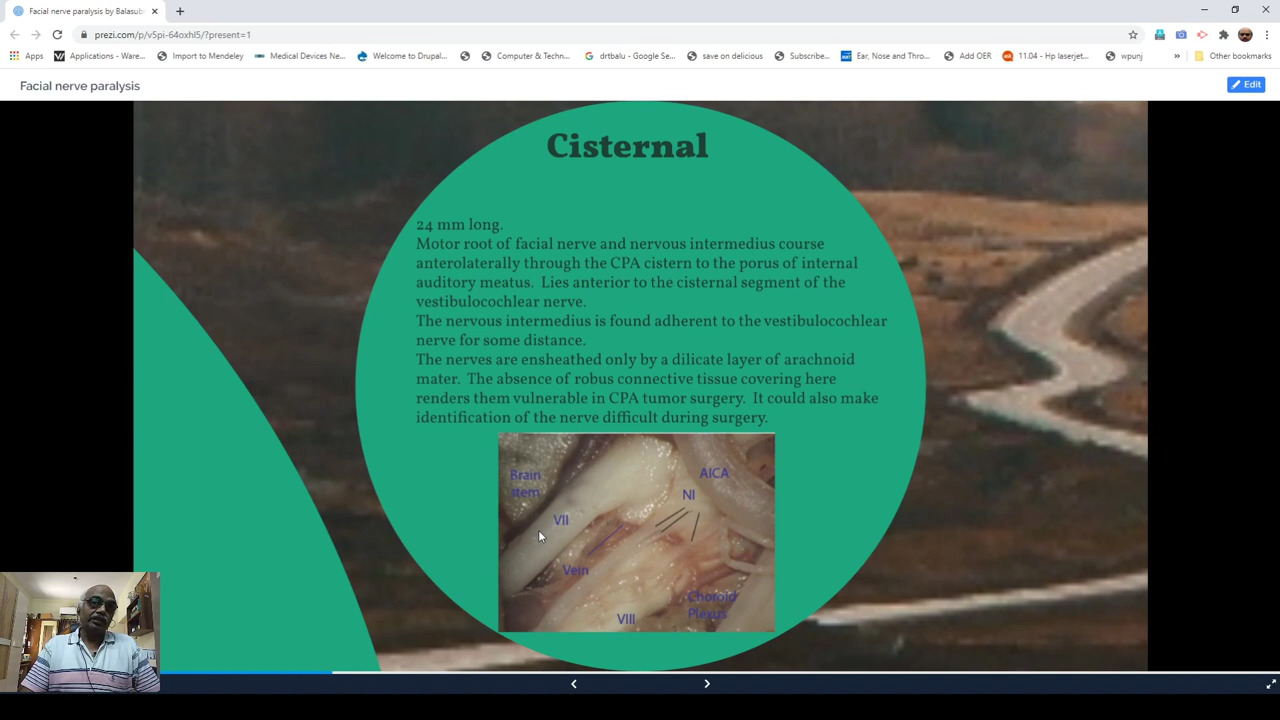 Facial nerve paralysis by Balasub
prezi.com/p/v5pi-64oxhl5/?present=1
Apps
Applications - Ware...
Import to Mendeley
Medical Devices Ne...
Welcome to Drupal...
Computer & Techn...
drtbalu - Google Se...
save on delicious
Subscribe...
Ear, Nose and Thro...
Add OER
11.04 - Hp laserjet...
wpunj
»
Other bookmarks
Facial nerve paralysis
Edit
Cisternal
24 mm long.
Motor root of facial nerve and nervous intermedius course
anterolaterally through the CPA cistern to the porus of internal
auditory meatus. Lies anterior to the cisternal segment of the
vestibulocochlear nerve.
The nervous intermedius is found adherent to the vestibulocochlear
nerve for some distance.
The nerves are ensheathed only by a dilicate layer of arachnoid
mater. The absence of robus connective tissue covering here
renders them vulnerable in CPA tumor surgery. It could also make
identification of the nerve difficult during surgery.
Brain
stem
AICA
NI
VII
Vein
Choroid
Plexus
VIII